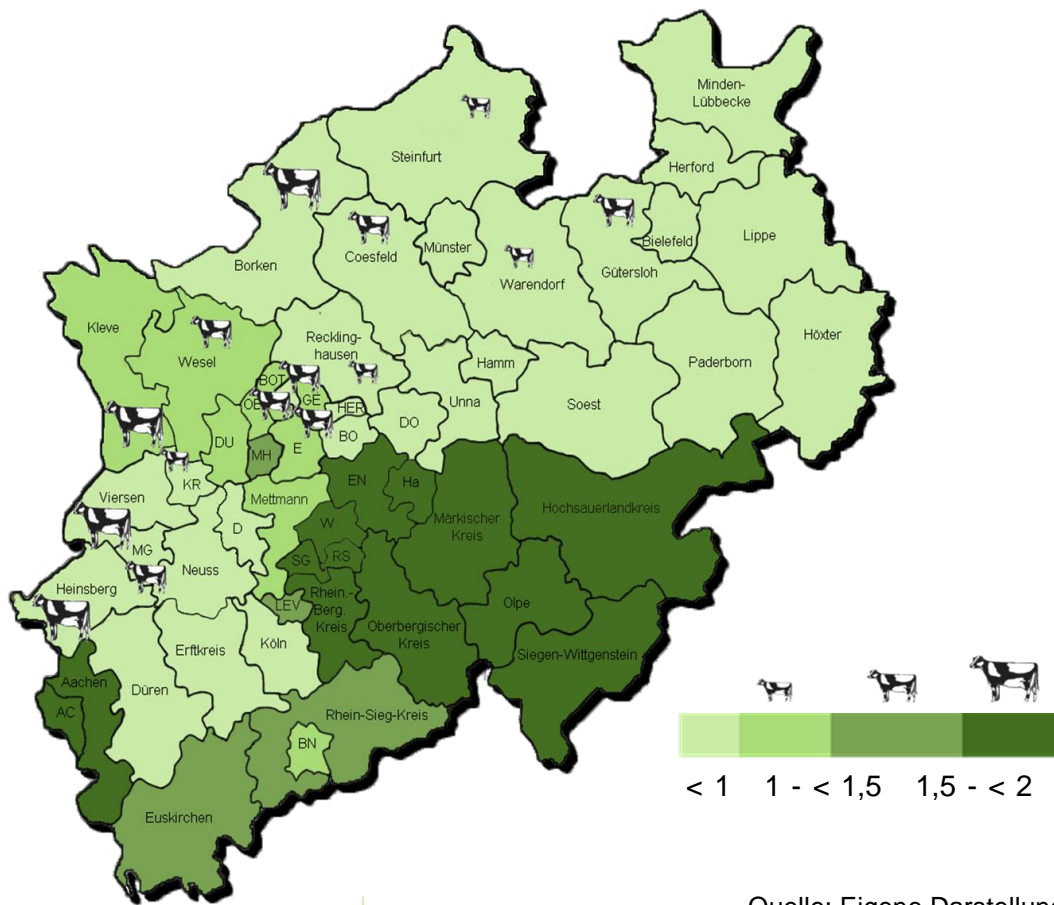 Minden-
Lübbecke
Steinfurt
Herford
Lippe
Bielefeld
Münster
Coesfeld
Borken
Gütersloh
Warendorf
Kleve
Wesel
Reckling-
hausen
Höxter
Paderborn
Hamm
Unna
Soest
BOT
OB
GE
HER
DO
BO
DU
E
MH
EN
Ha
KR
Viersen
Mettmann
Hochsauerlandkreis
Märkischer
Kreis
D
W
MG
SG
RS
Neuss
Heinsberg
Rhein.-
Berg.
Kreis
LEV
Olpe
Oberbergischer
Kreis
Köln
Erftkreis
Siegen-Wittgenstein
Aachen
Düren
AC
Rhein-Sieg-Kreis
BN
Euskirchen
< 1 1 - < 1,5 1,5 - < 2
Quelle: Eigene Darstellung